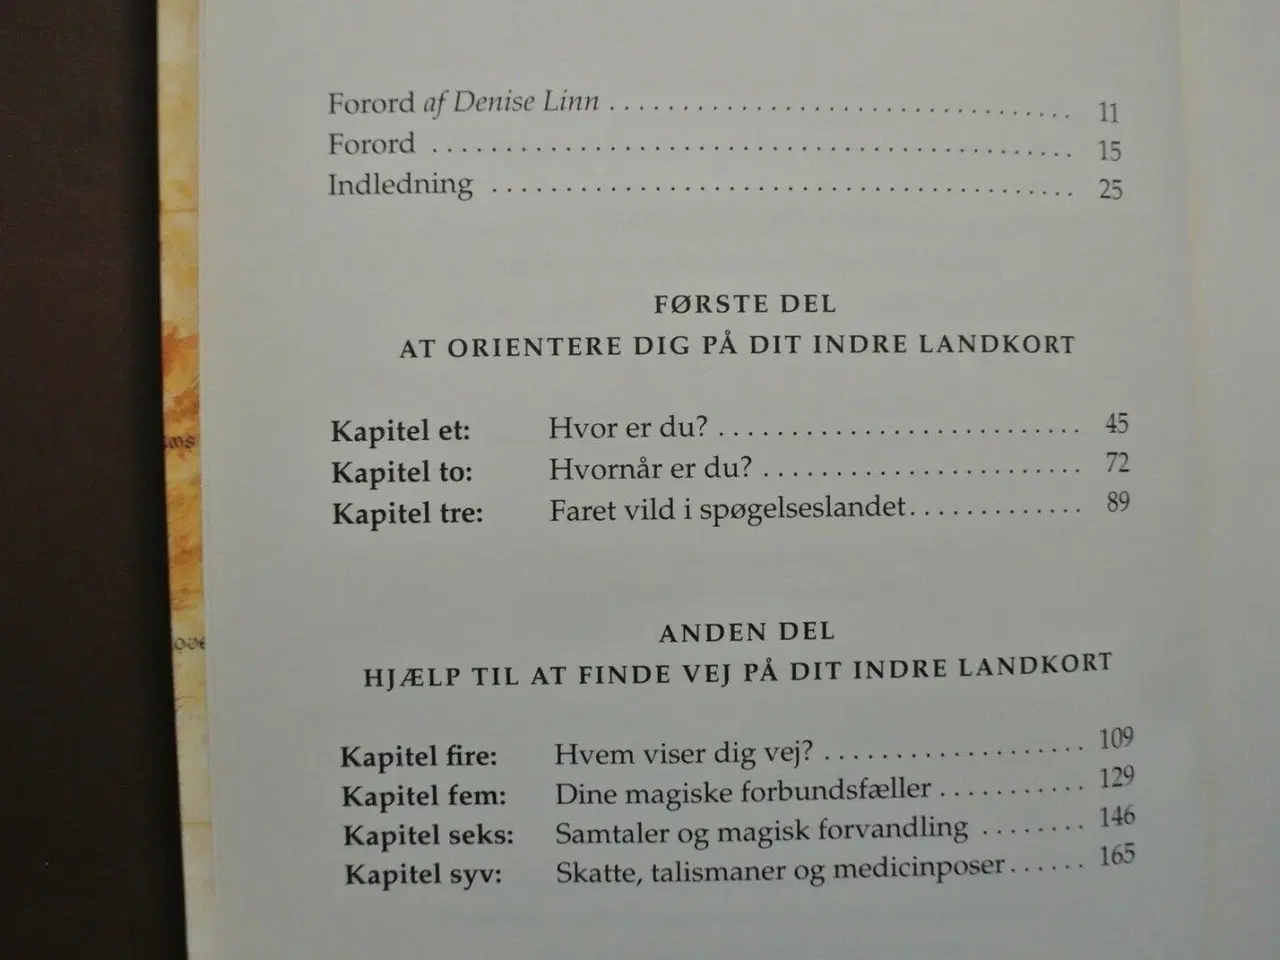 Forord af Denise Linn . . . . . . . . . . . . . . . . . . . . . . . . . . . . . . . . 11
Forord . . . . . . . . . . . . . . . . . . . . . . . . . . . . . . . . . . . . . . . . . . . . 15
Indledning . . . . . . . . . . . . . . . . . . . . . . . . . . . . . . . . . . . . . . . . 25
FØRSTE DEL
AT ORIENTERE DIG PÅ DIT INDRE LANDKORT
Kapitel et: Hvor er du? . . . . . . . . . . . . . . . . . . . . . . . . . 45
Kapitel to: Hvornår er du? . . . . . . . . . . . . . . . . . . . . . . 72
Kapitel tre: Faret vild i spøgelseslandet. . . . . . . . . . . . . 89
ANDEN DEL
HJÆLP TIL AT FINDE VEJ PÅ DIT INDRE LANDKORT
Kapitel fire: Hvem viser dig vej? . . . . . . . . . . . . . . . . . . 109
Kapitel fem: Dine magiske forbundsfæller . . . . . . . . . . . 129
Kapitel seks: Samtaler og magisk forvandling . . . . . . . . 146
Kapitel syv: Skatte, talismaner og medicinposer . . . . . . 165